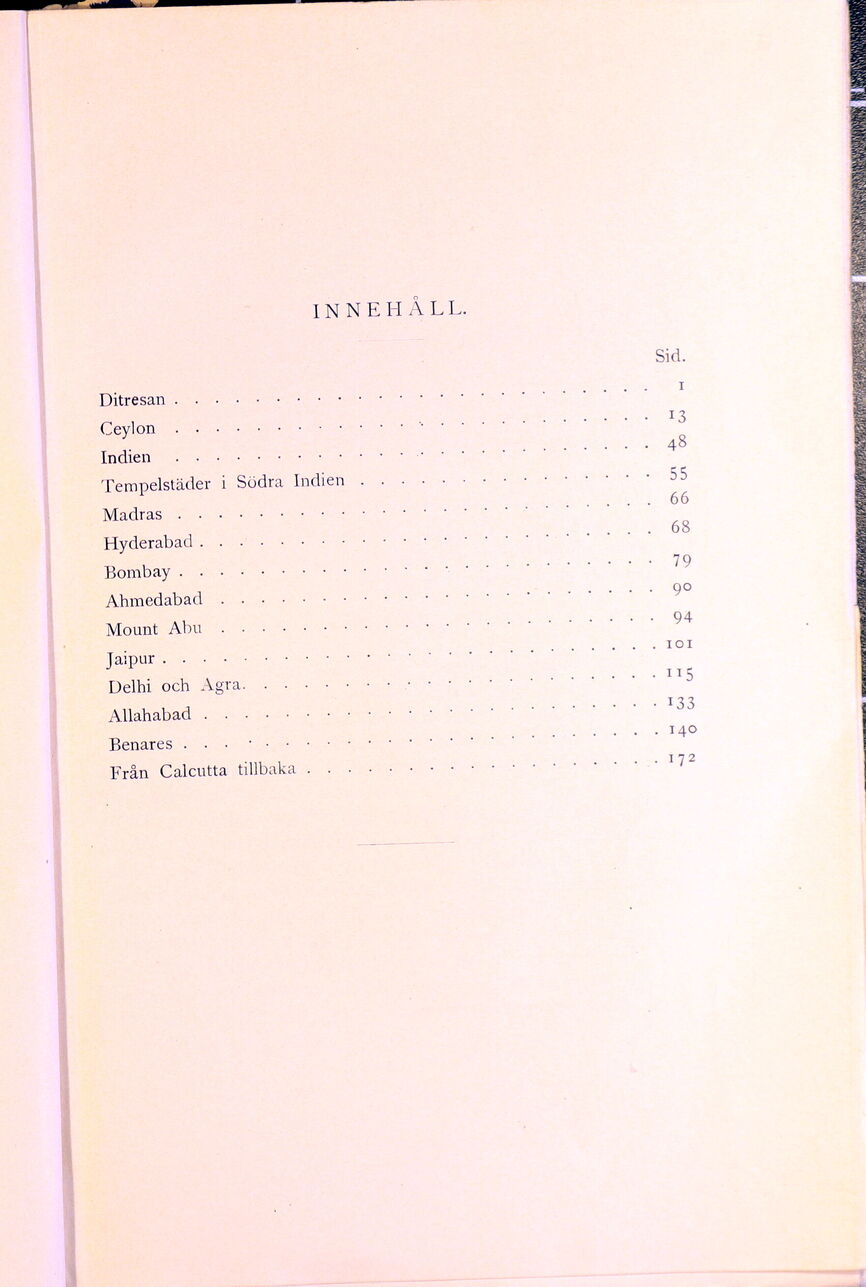 INNEHÅLL.
Sid.
Ditresan . . . . . . . . . . . . . . . . . . . . . . . . 1
Ceylon . . . . . . . . . . . . . . . . . . . . . . . . 13
Indien . . . . . . . . . . . . . . . . . . . . . . . . 48
Tempelstäder i Södra Indien . . . . . . . . . . . . . . . 55
Madras . . . . . . . . . . . . . . . . . . . . . . . . 66
Hyderabad . . . . . . . . . . . . . . . . . . . . . . . 68
Bombay . . . . . . . . . . . . . . . . . . . . . . . . 79
Ahmedabad . . . . . . . . . . . . . . . . . . . . . . 90
Mount Abu . . . . . . . . . . . . . . . . . . . . . . 94
Jaipur . . . . . . . . . . . . . . . . . . . . . . . . . 101
Delhi och Agra. . . . . . . . . . . . . . . . . . . . . 115
Allahabad . . . . . . . . . . . . . . . . . . . . . . . 133
Benares . . . . . . . . . . . . . . . . . . . . . . . . 140
Från Calcutta tillbaka . . . . . . . . . . . . . . . . . . 172